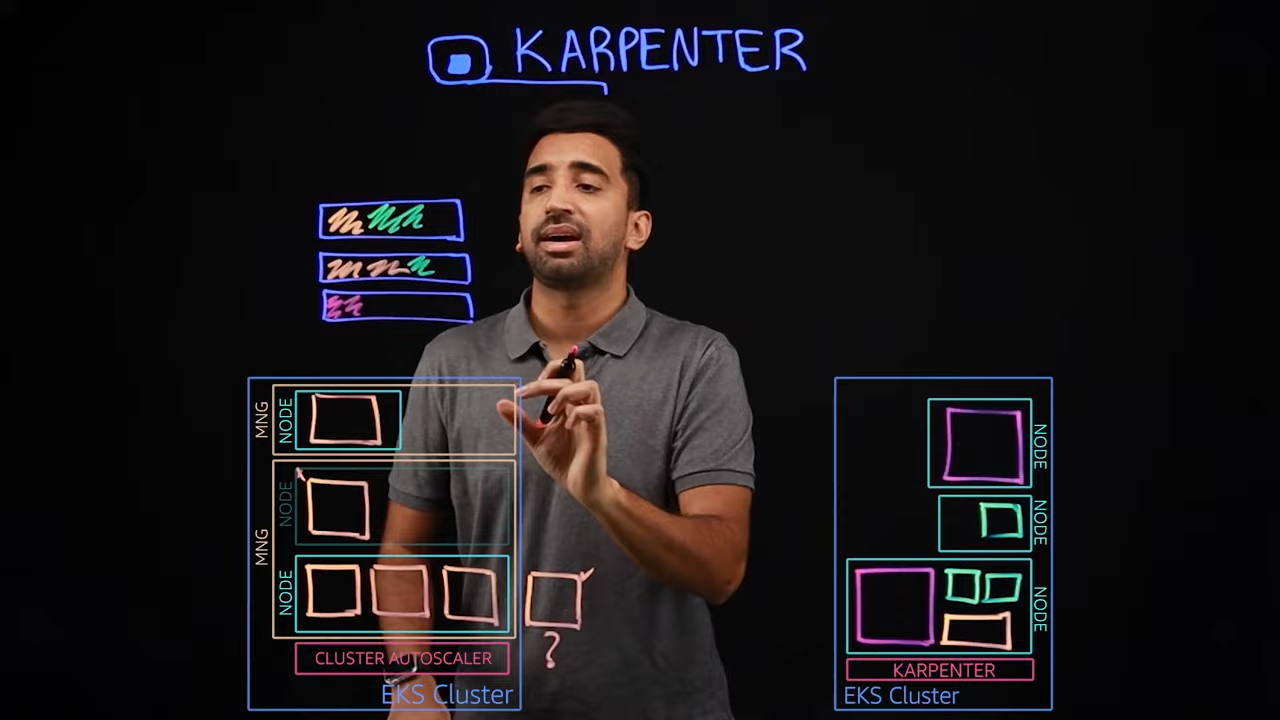 KARPENTER
MNG
NODE
MNG
NODE
NODE
?
CLUSTER AUTOSCALER
EKS Cluster
NODE
NODE
NODE
KARPENTER
EKS Cluster